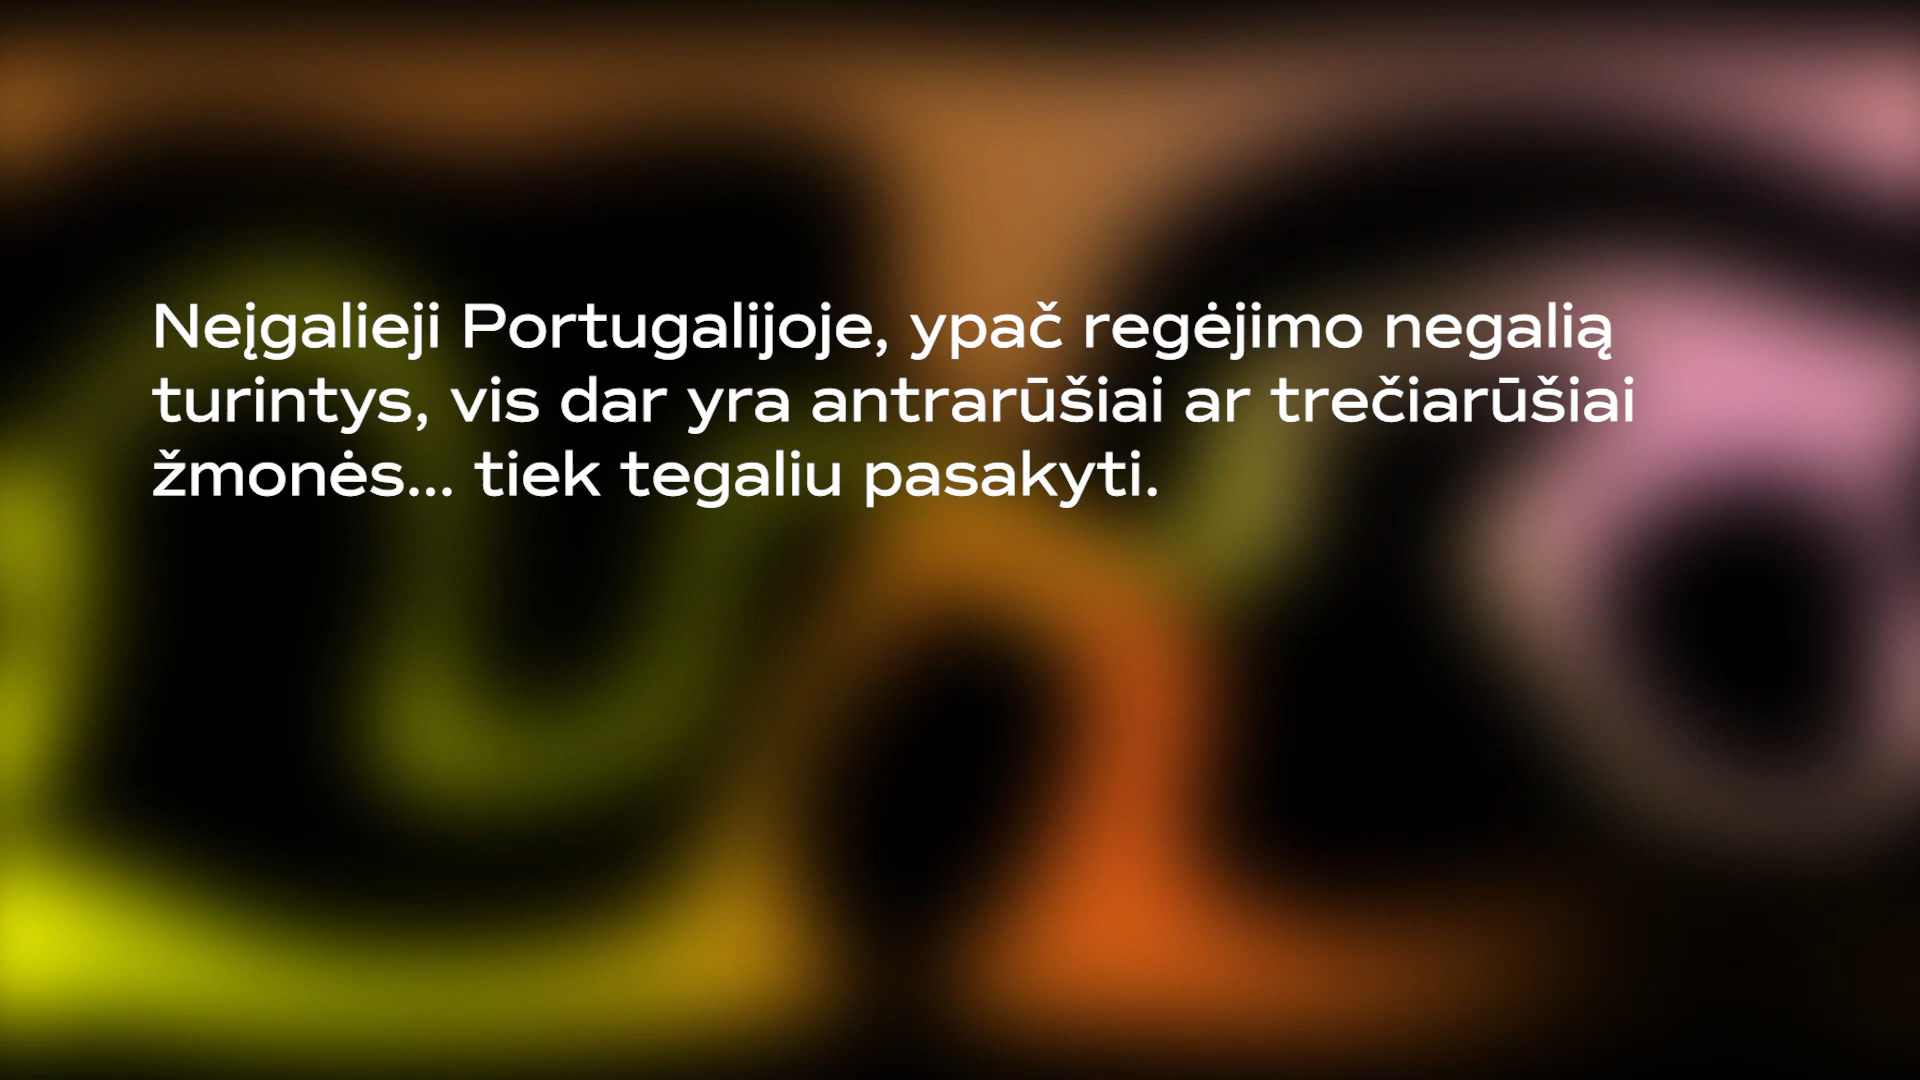 Neįgalieji Portugalijoje, ypač regėjimo negalią
turintys, vis dar yra antrarūšiai ar trečiarūšiai
žmonės... tiek tegaliu pasakyti.